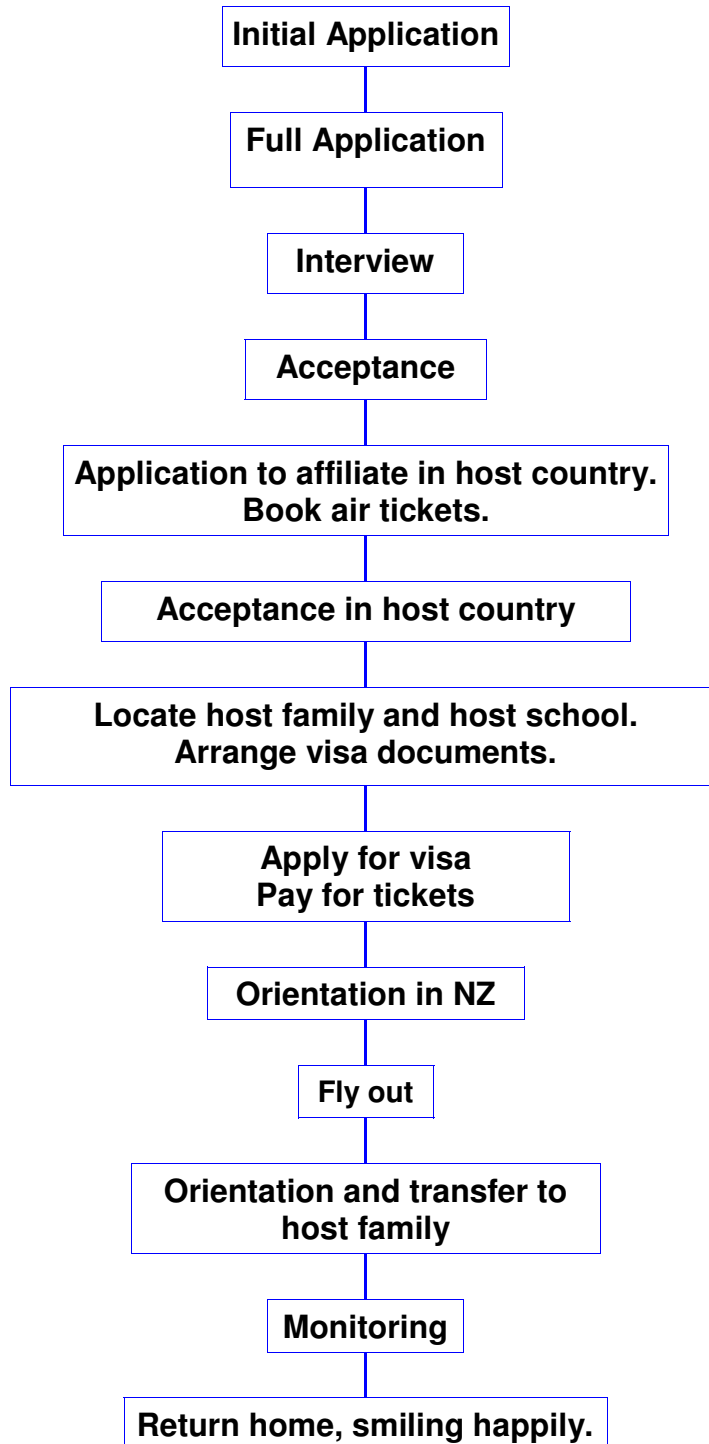 Initial Application
Full Application
Interview
Acceptance
Application to affiliate in host country.
Book air tickets.
Acceptance in host country
Locate host family and host school.
Arrange visa documents.
Apply for visa
Pay for tickets
Orientation in NZ
Fly out
Orientation and transfer to
host family
Monitoring
Return home, smiling happily.